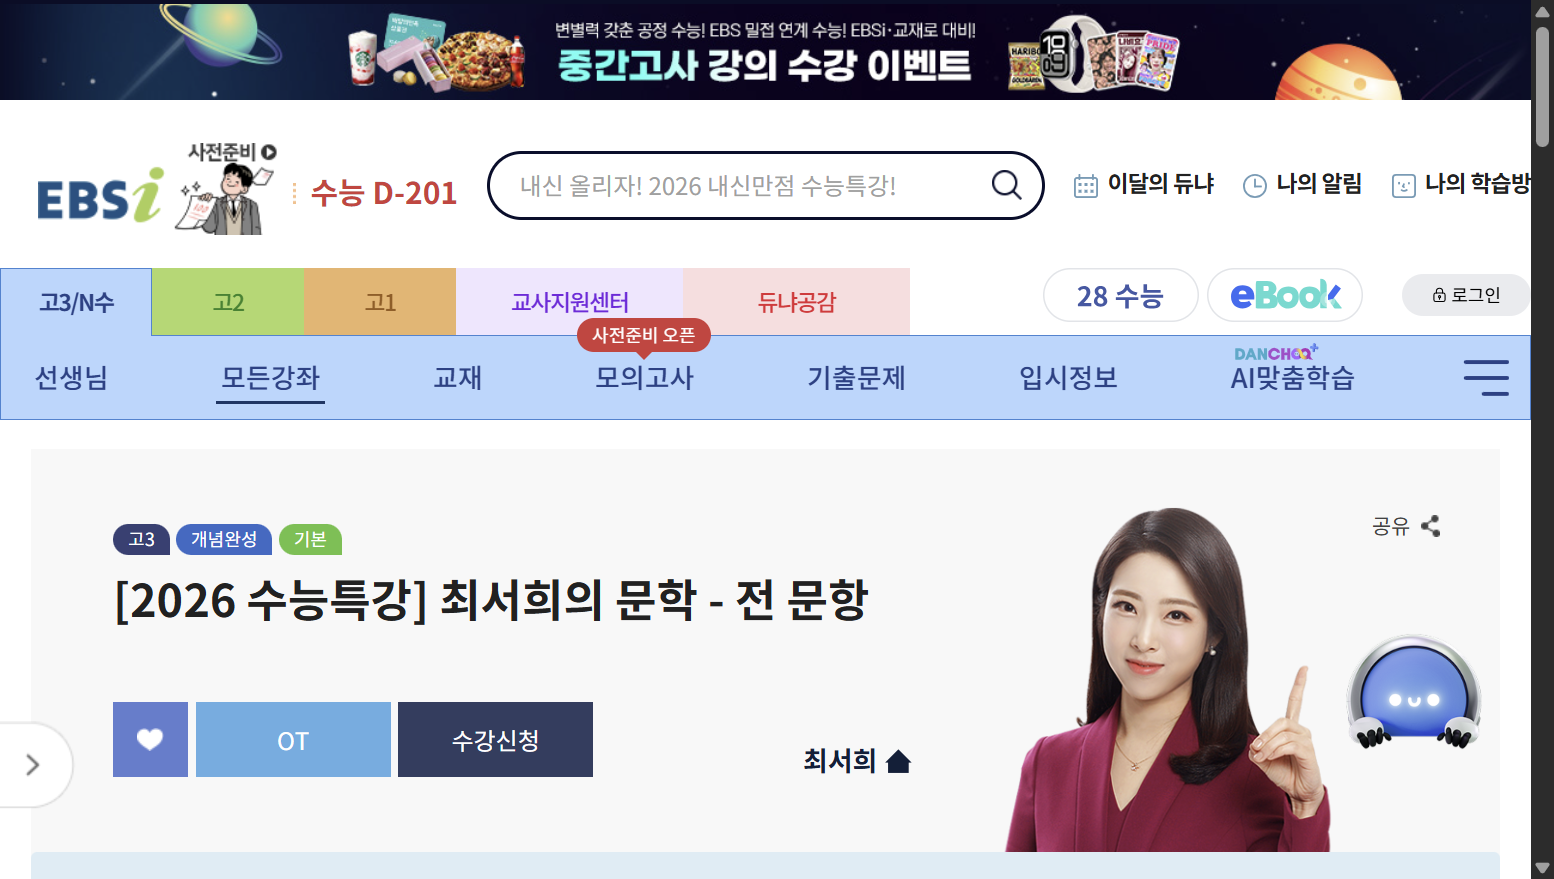 변별력 갖춘 공정 수능! EBS 밀접 연계 수능! EBSi·교재로 대비!
중간고사 강의 수강 이벤트
사전준비
EBSi
수능 D-201
내신 올리자! 2026 내신만점 수능특강!
이달의 듀냐
나의 알림
나의 학습방
고3/N수
고2
고1
교사지원센터
듀냐공감
28 수능
eBook
로그인
사전준비 오픈
DANCHOO+
선생님
모든강좌
교재
모의고사
기출문제
입시정보
AI맞춤학습
공유
고3
개념완성
기본
[2026 수능특강] 최서희의 문학 - 전 문항
OT
수강신청
최서희